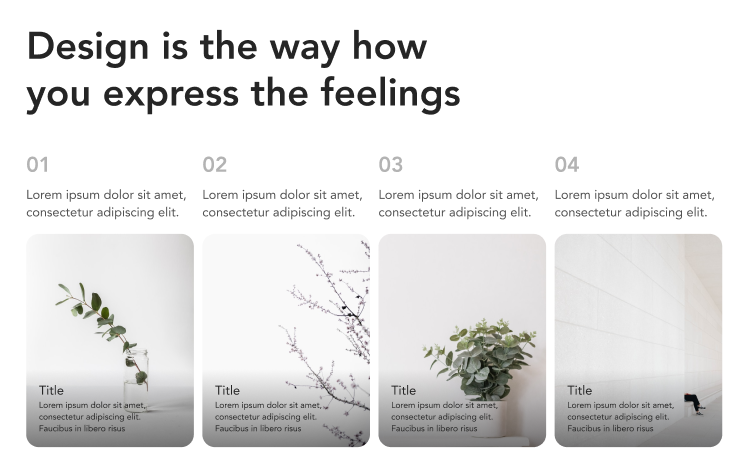 Design is the way how
you express the feelings
01
Lorem ipsum dolor sit amet,
consectetur adipiscing elit.
02
Lorem ipsum dolor sit amet,
consectetur adipiscing elit.
03
Lorem ipsum dolor sit amet,
consectetur adipiscing elit.
04
Lorem ipsum dolor sit amet,
consectetur adipiscing elit.
Title
Lorem ipsum dolor sit amet,
consectetur adipiscing elit.
Faucibus in libero risus
Title
Lorem ipsum dolor sit amet,
consectetur adipiscing elit.
Faucibus in libero risus
Title
Lorem ipsum dolor sit amet,
consectetur adipiscing elit.
Faucibus in libero risus
Title
Lorem ipsum dolor sit amet,
consectetur adipiscing elit.
Faucibus in libero risus